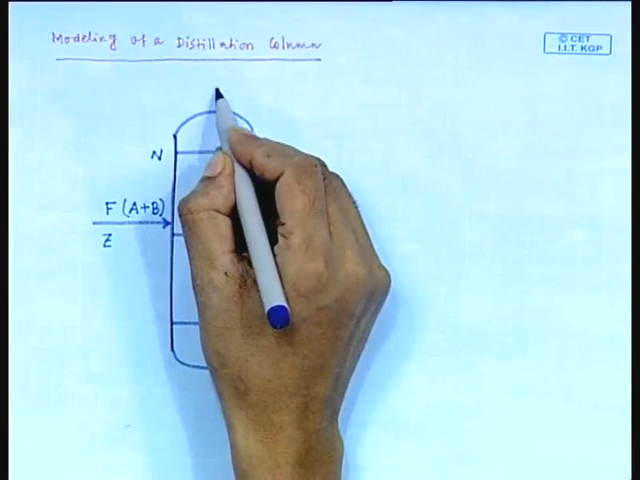 Modeling of a Distillation Column
© CET
I.I.T. KGP
N
F (A+B)
Z